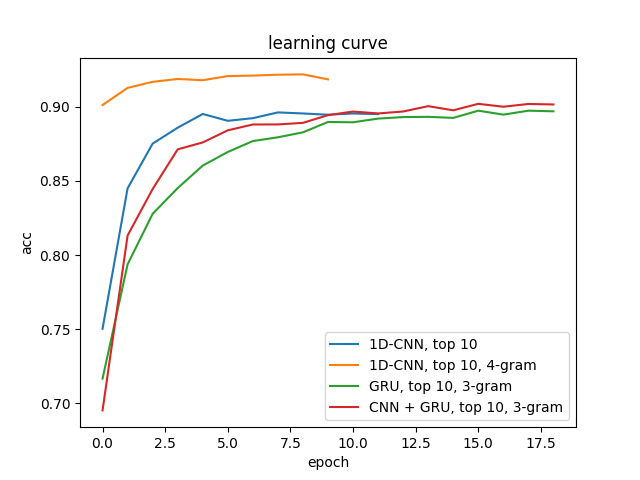 learning curve
acc
0.90
0.85
0.80
0.75
0.70
1D-CNN, top 10
1D-CNN, top 10, 4-gram
GRU, top 10, 3-gram
CNN + GRU, top 10, 3-gram
0.0 2.5 5.0 7.5 10.0 12.5 15.0 17.5
epoch